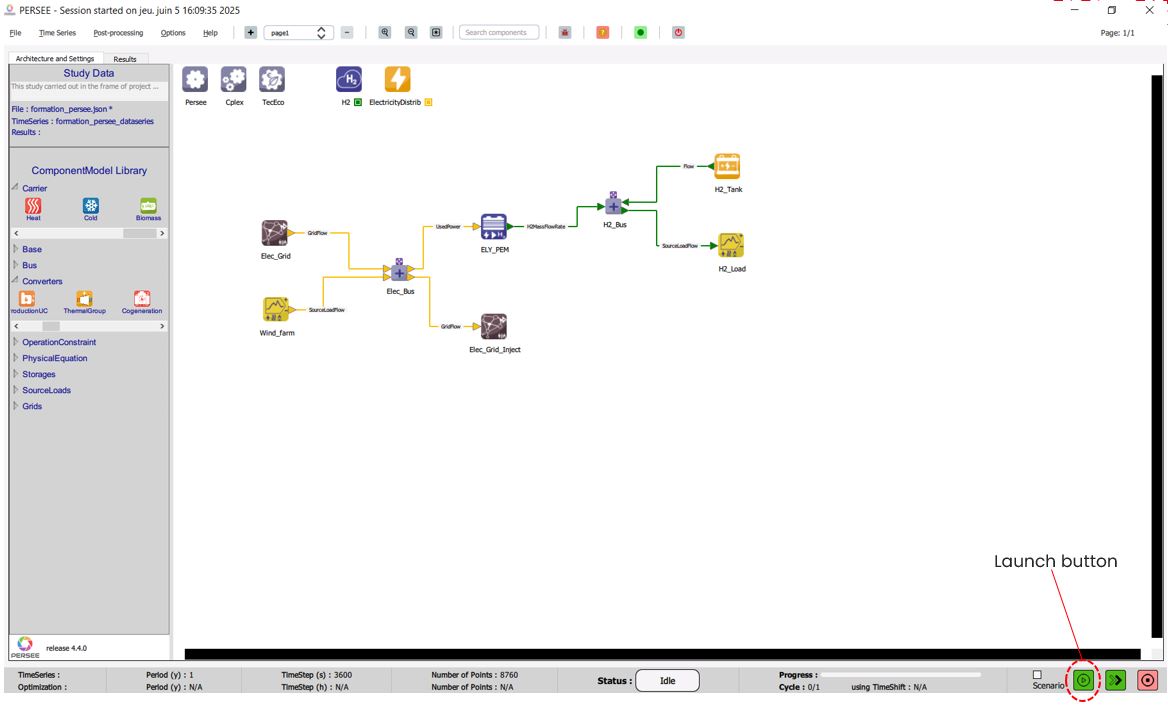 PERSEE - Session started on jeu. juin 5 16:09:35 2025
File Time Series Post-processing Options Help page1 Search components Page: 1/1
Architecture and Settings Results
Study Data
This study carried out in the frame of project ...
File : formation_persee.json *
TimeSeries : formation_persee_dataseries
Results :
ComponentModel Library
Carrier
Heat Cold Biomass
Base
Bus
Converters
roductionUC ThermalGroup Cogeneration
OperationConstraint
PhysicalEquation
Storages
SourceLoads
Grids
PERSEE release 4.4.0
Persee Cplex TecEco H2 ElectricityDistrib
Flow
H2_Tank
H2_Bus
GridFlow UsedPower H2MassFlowRate
Elec_Grid ELY_PEM SourceLoadFlow
H2_Load
Elec_Bus
SourceLoadFlow
Wind_farm GridFlow
Elec_Grid_Inject
Launch button
TimeSeries : Period (y) : 1 TimeStep (s) : 3600 Number of Points : 8760 Status : Idle Progress :
Optimization : Period (y) : N/A TimeStep (h) : N/A Number of Points : N/A Cycle : 0/1 using TimeShift : N/A Scenario